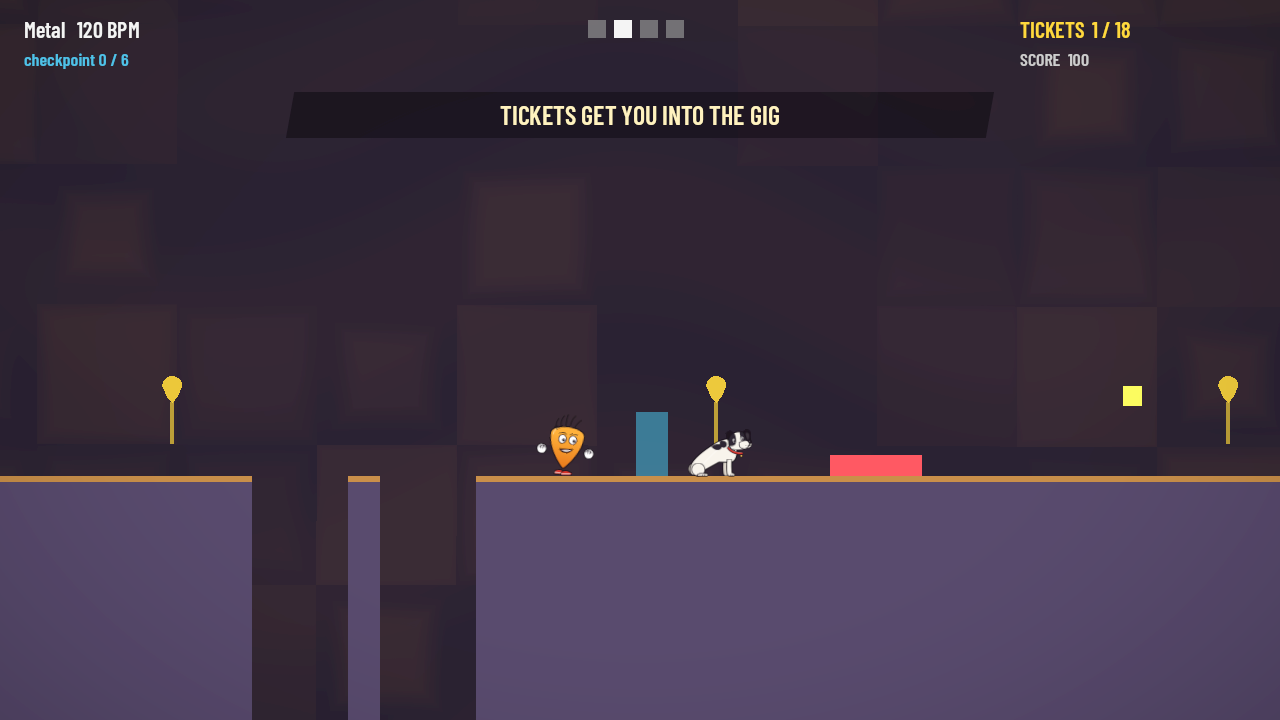 Metal 120 BPM
checkpoint 0 / 6
TICKETS 1 / 18
SCORE 100
TICKETS GET YOU INTO THE GIG